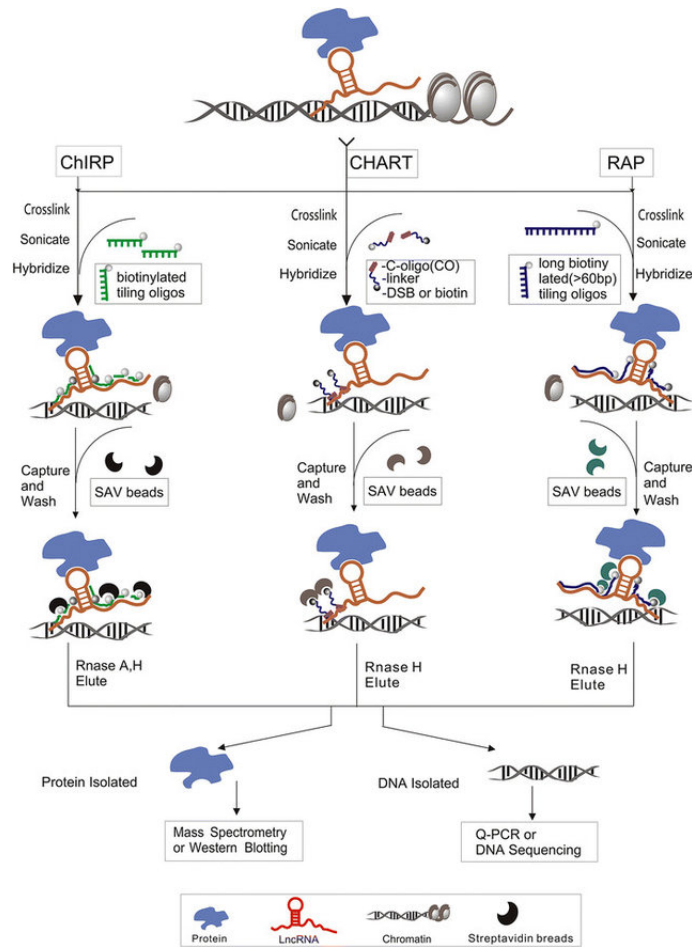 ChIRP
CHART
RAP
Crosslink
Sonicate
Hybridize
biotinylated
tiling oligos
Crosslink
Sonicate
Hybridize
-C-oligo(CO)
-linker
-DSB or biotin
long biotiny
lated(>60bp)
tiling oligos
Crosslink
Sonicate
Hybridize
Capture
and
Wash
SAV beads
Capture
and
Wash
SAV beads
SAV beads
Capture
and
Wash
Rnase A,H
Elute
Rnase H
Elute
Rnase H
Elute
Protein Isolated
DNA Isolated
Mass Spectrometry
or Western Blotting
Q-PCR or
DNA Sequencing
Protein
LncRNA
Chromatin
Streptavidin breads